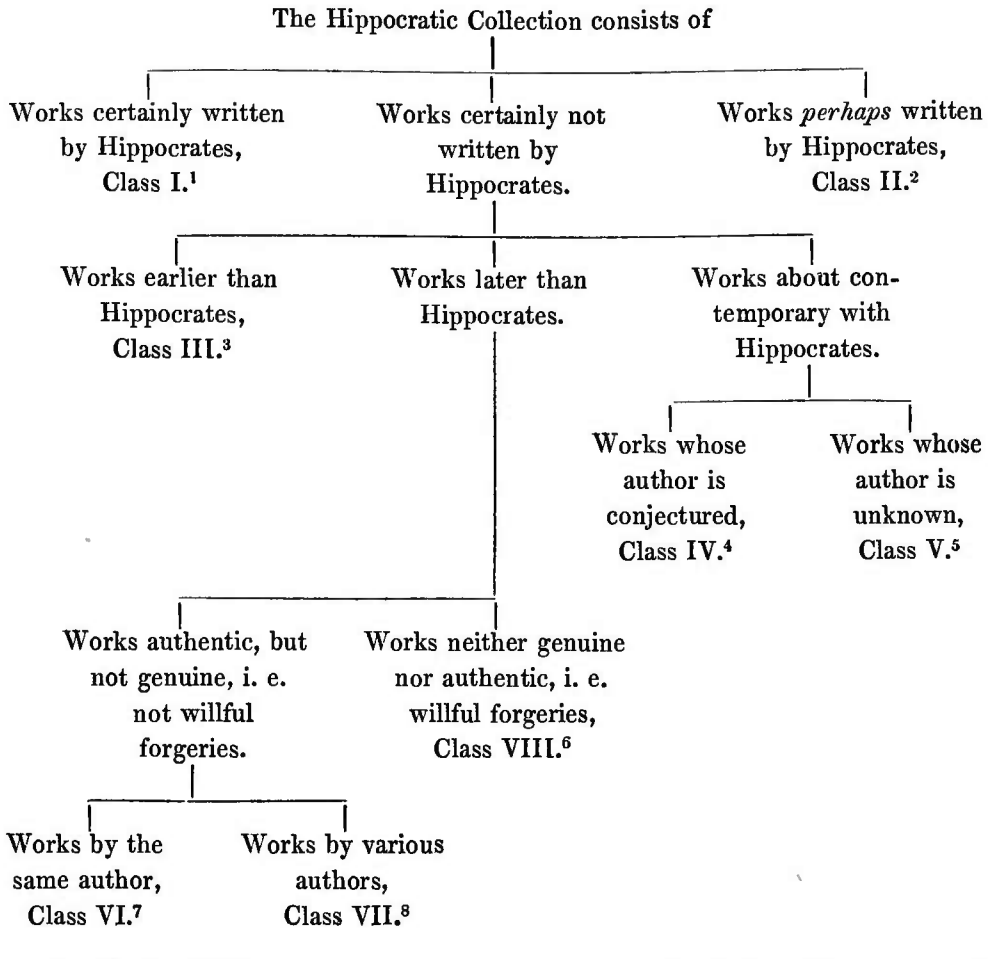 The Hippocratic Collection consists of
Works certainly written
by Hippocrates,
Class I.¹
Works certainly not
written by
Hippocrates.
Works perhaps written
by Hippocrates,
Class II.²
Works earlier than
Hippocrates,
Class III.³
Works later than
Hippocrates.
Works about con-
temporary with
Hippocrates.
Works whose
author is
conjectured,
Class IV.⁴
Works whose
author is
unknown,
Class V.⁵
Works authentic, but
not genuine, i. e.
not willful
forgeries.
Works neither genuine
nor authentic, i. e.
willful forgeries,
Class VIII.⁶
Works by the
same author,
Class VI.⁷
Works by various
authors,
Class VII.⁸